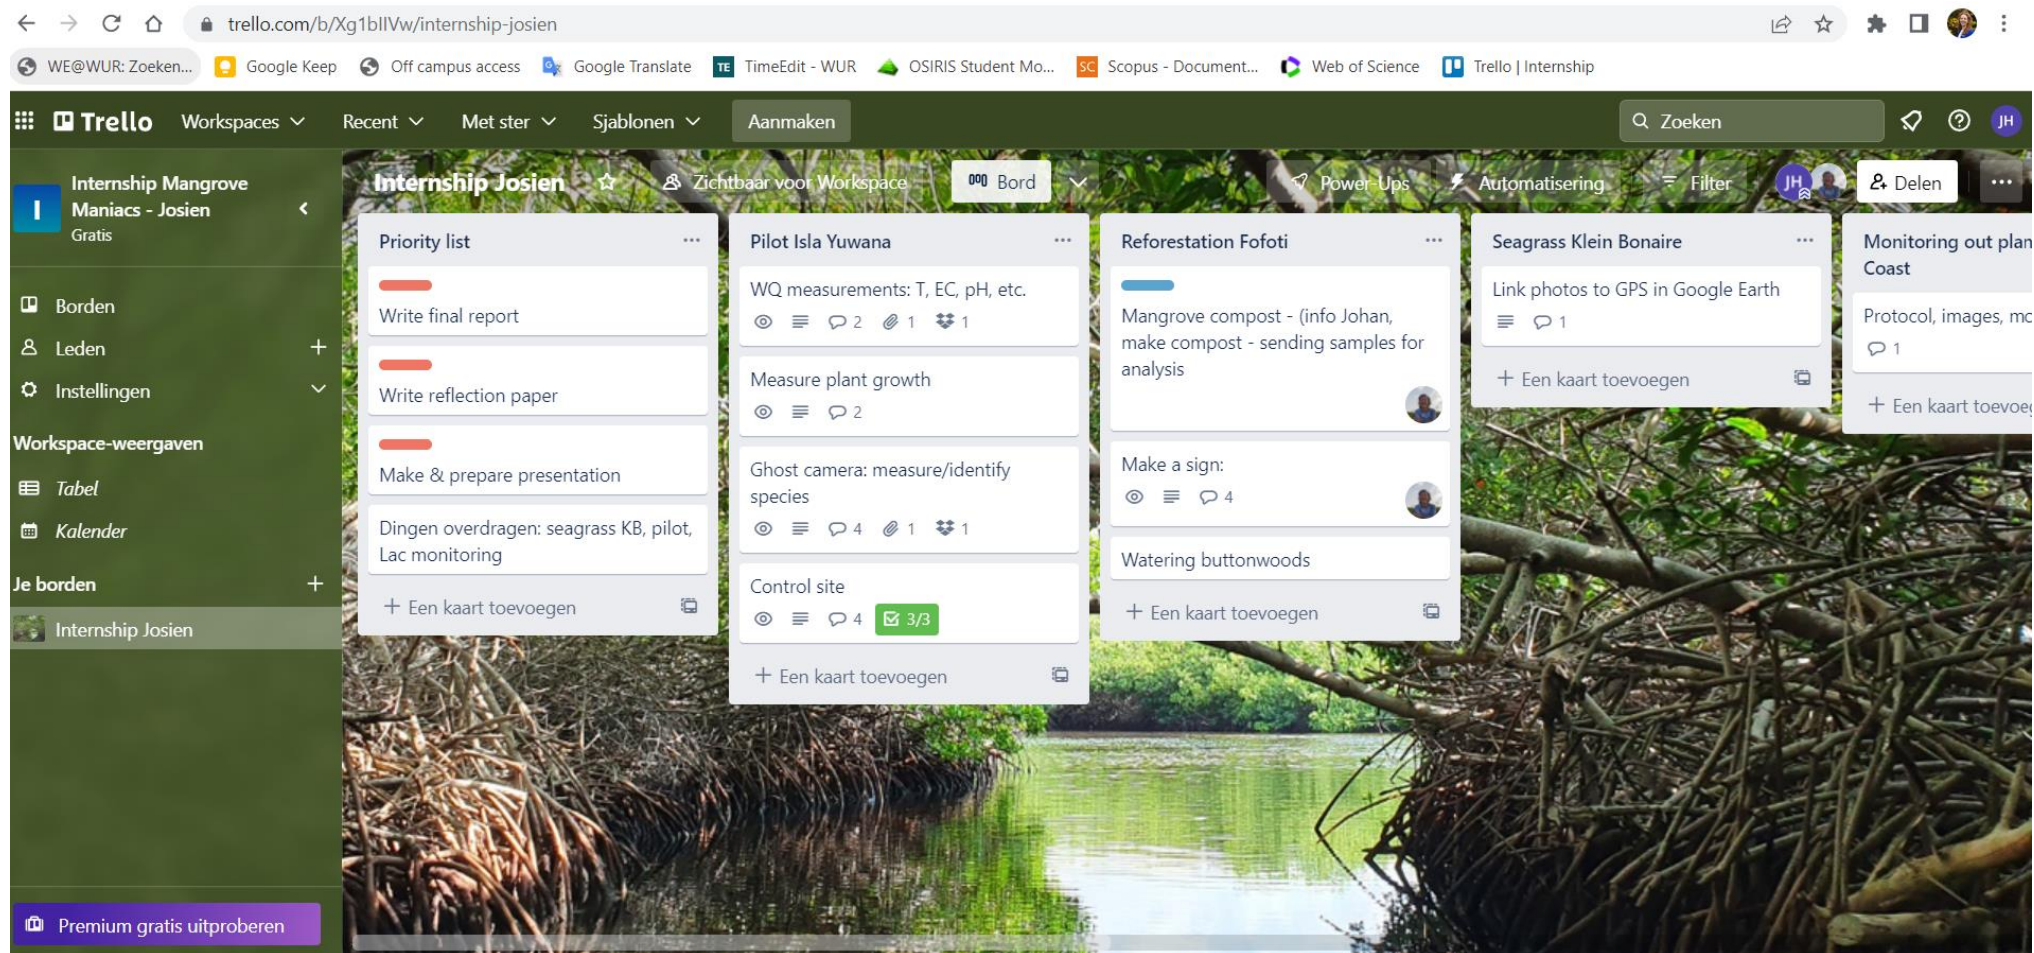 trello.com/b/Xg1bIIVw/internship-josien
WE@WUR: Zoeken... Google Keep Off campus access Google Translate TE TimeEdit - WUR OSIRIS Student Mo... SC Scopus - Document... Web of Science Trello | Internship
Trello Workspaces Recent Met ster Sjablonen Aanmaken Zoeken JH
I
Internship Mangrove
Maniacs - Josien
Gratis
Borden
Leden
Instellingen
Workspace-weergaven
Tabel
Kalender
Je borden
Internship Josien
Premium gratis uitproberen
Internship Josien Zichtbaar voor Workspace Bord Power-Ups Automatisering Filter JH Delen
Priority list
Write final report
Write reflection paper
Make & prepare presentation
Dingen overdragen: seagrass KB, pilot,
Lac monitoring
+ Een kaart toevoegen
Pilot Isla Yuwana
WQ measurements: T, EC, pH, etc.
2 1 1
Measure plant growth
2
Ghost camera: measure/identify
species
4 1 1
Control site
4 3/3
+ Een kaart toevoegen
Reforestation Fofoti
Mangrove compost - (info Johan,
make compost - sending samples for
analysis
Make a sign:
4
Watering buttonwoods
+ Een kaart toevoegen
Seagrass Klein Bonaire
Link photos to GPS in Google Earth
1
+ Een kaart toevoegen
Monitoring out plan
Coast
Protocol, images, mo
1
+ Een kaart toevoeg